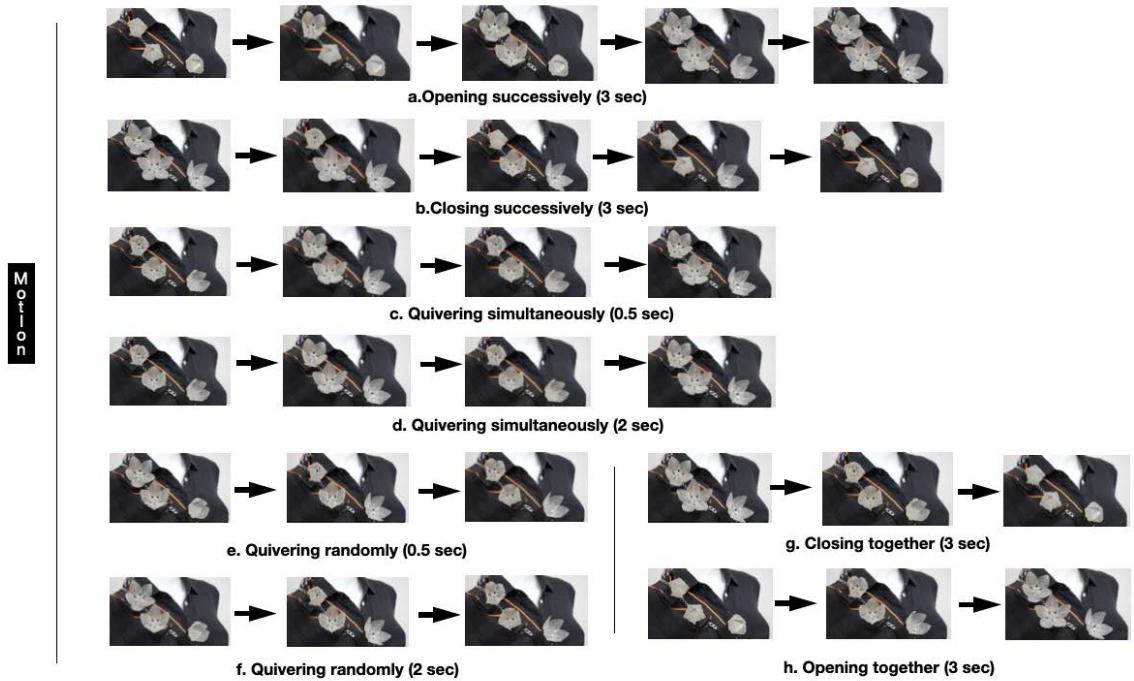 Motion
a.Opening successively (3 sec)
b.Closing successively (3 sec)
c. Quivering simultaneously (0.5 sec)
d. Quivering simultaneously (2 sec)
e. Quivering randomly (0.5 sec)
g. Closing together (3 sec)
f. Quivering randomly (2 sec)
h. Opening together (3 sec)